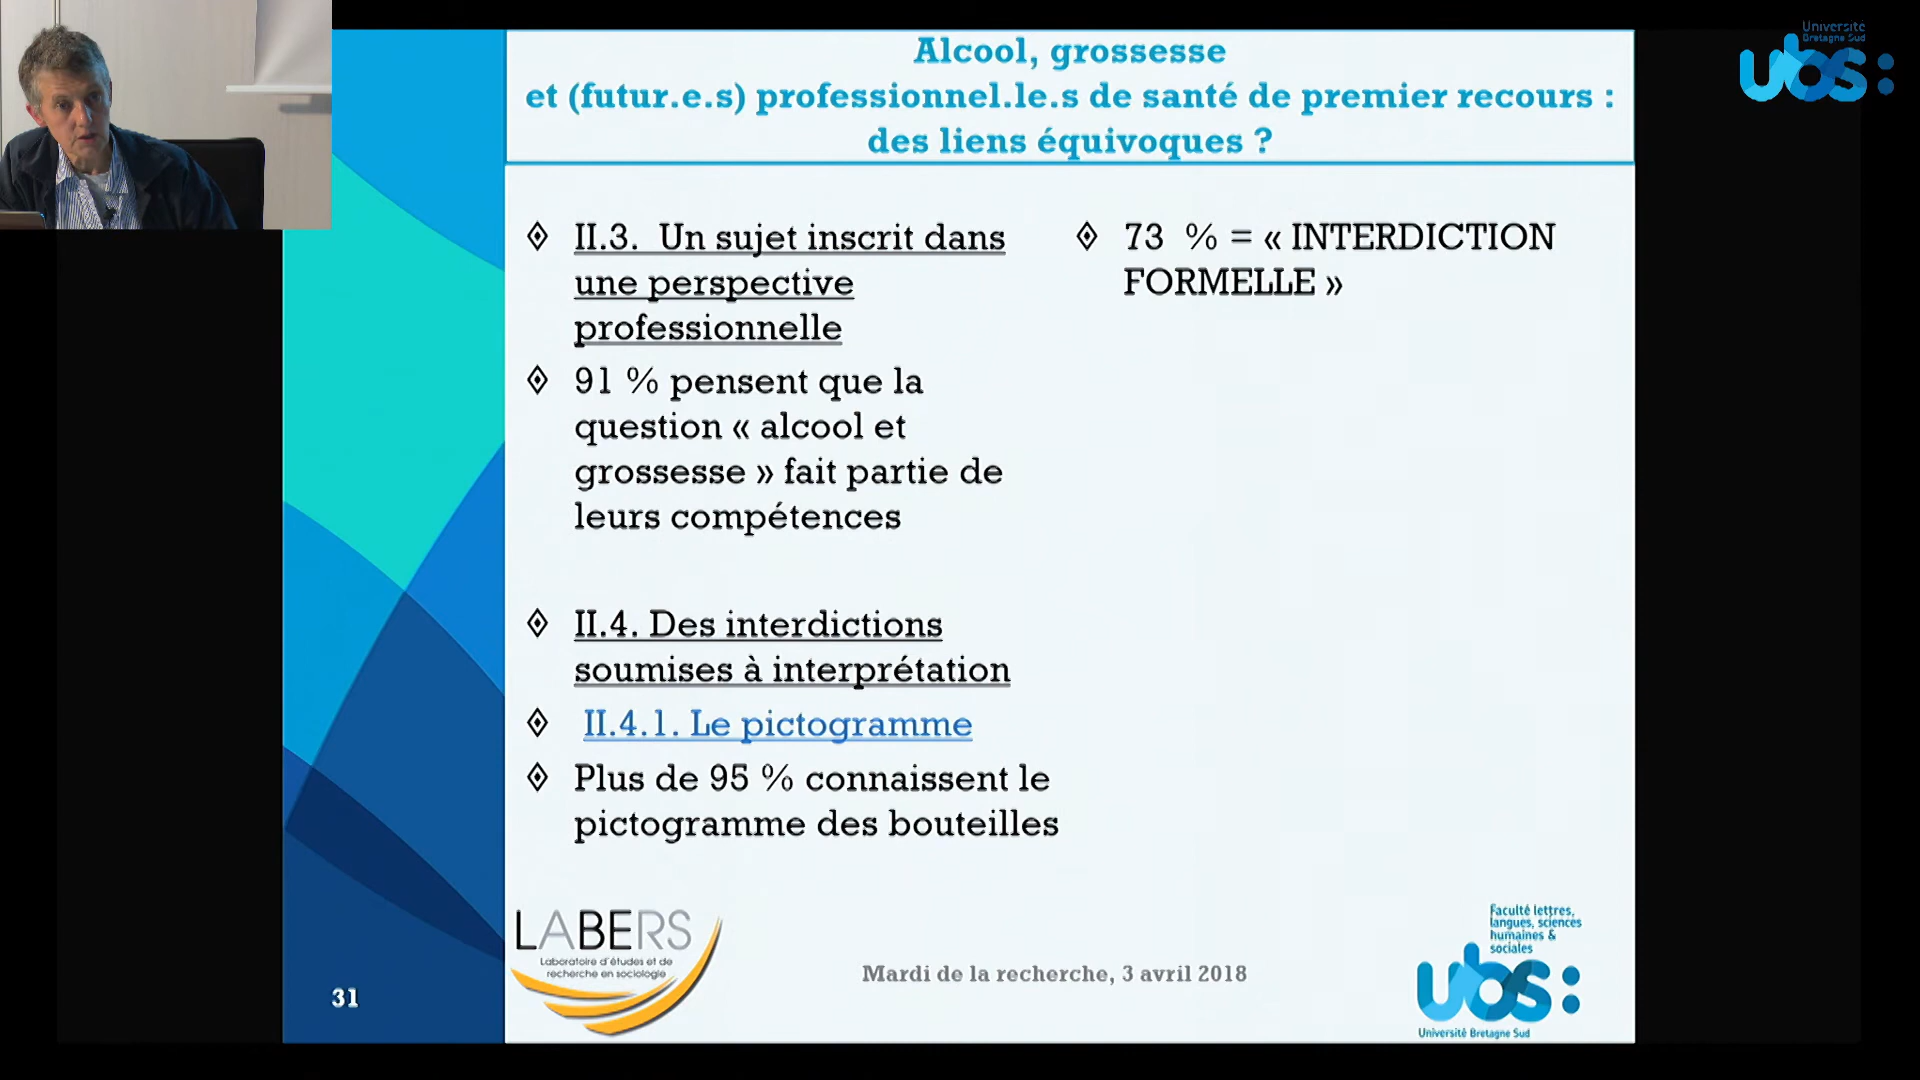 Université
Bretagne Sud
ubs:
Alcool, grossesse
et (futur.e.s) professionnel.le.s de santé de premier recours :
des liens équivoques ?
II.3.  Un sujet inscrit dans
une perspective
professionnelle
91 % pensent que la
question « alcool et
grossesse » fait partie de
leurs compétences
II.4. Des interdictions
soumises à interprétation
II.4.1. Le pictogramme
Plus de 95 % connaissent le
pictogramme des bouteilles
73  % = « INTERDICTION
FORMELLE »
LABERS
Laboratoire d'études et de
recherche en sociologie
31
Mardi de la recherche, 3 avril 2018
Faculté lettres,
langues, sciences
humaines &
sociales
ubs:
Université Bretagne Sud